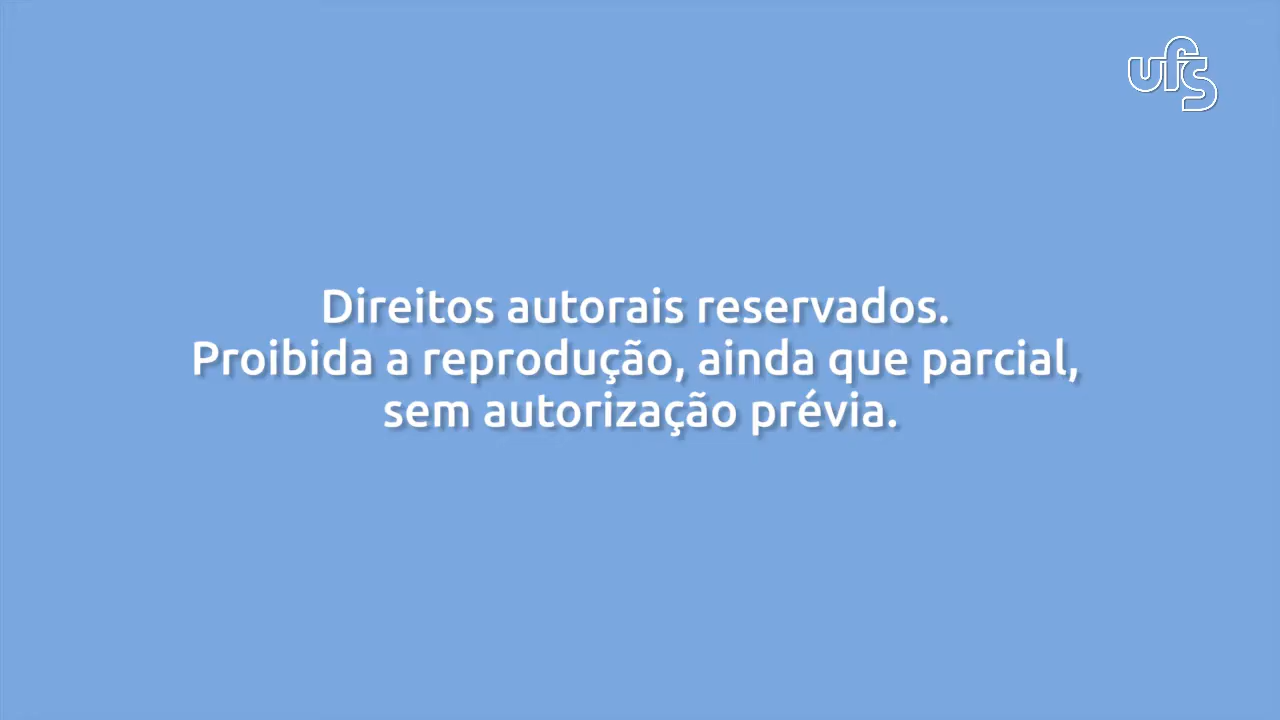 ufs
Direitos autorais reservados.
Proibida a reprodução, ainda que parcial,
sem autorização prévia.